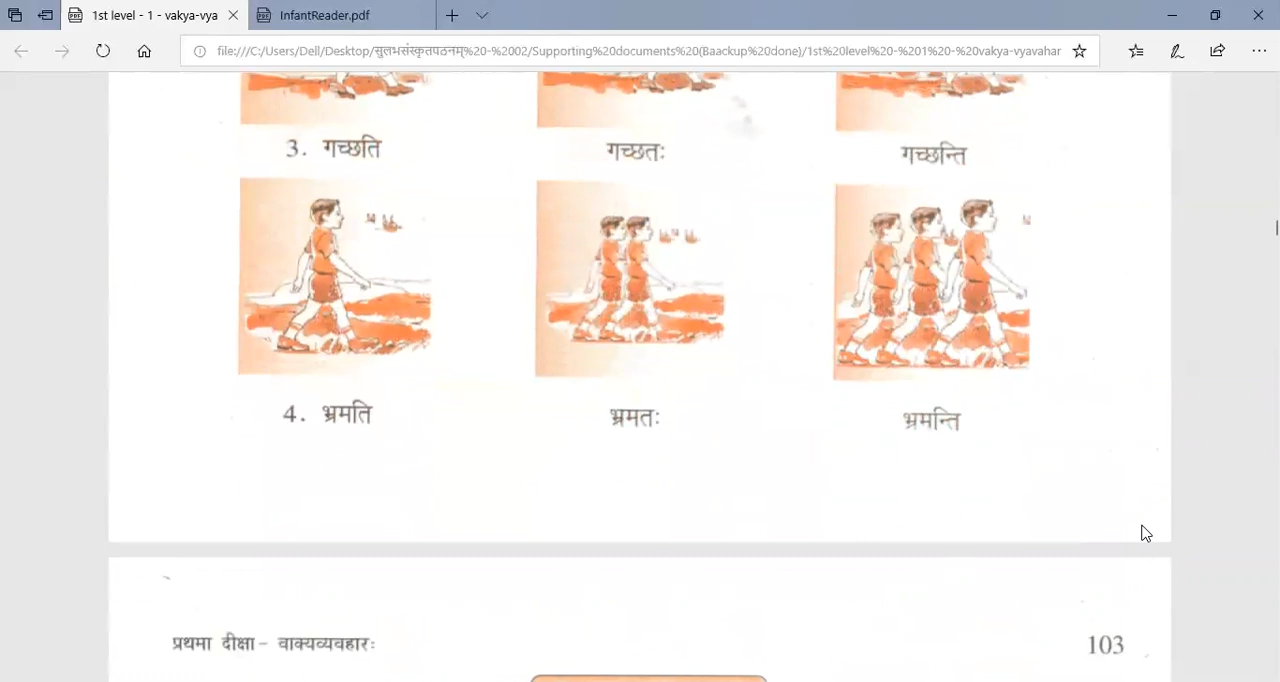 1st level - 1 - vakya-vya
InfantReader.pdf
file:///C:/Users/Dell/Desktop/सुलभसंस्कृतपठनम्%20-%2002/Supporting%20documents%20(Baackup%20done)/1st%20level%20-%201%20-%20vakya-vyavahar
3. गच्छति गच्छतः गच्छन्ति
4. भ्रमति भ्रमतः भ्रमन्ति
प्रथमा दीक्षा - वाक्यव्यवहारः 103